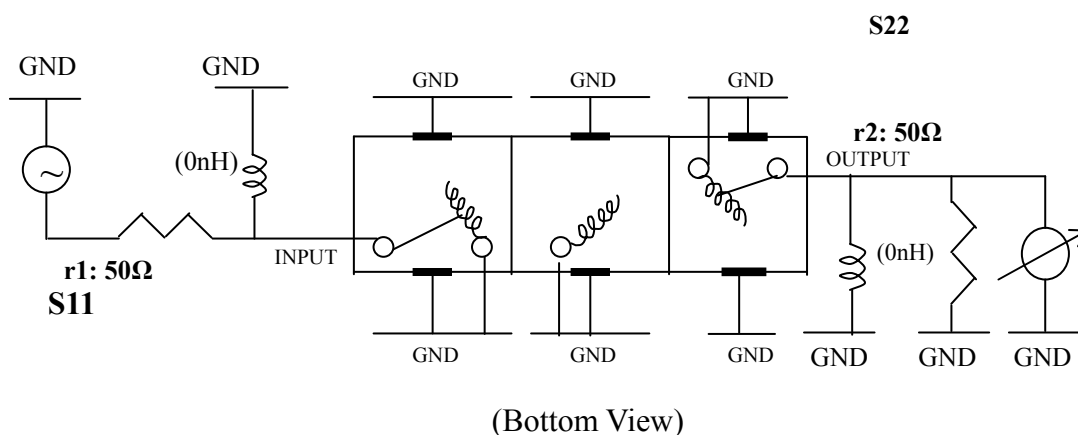 S22
GND
GND
GND
GND
GND
r2: 50Ω
(0nH)
OUTPUT
~
INPUT
(0nH)
r1: 50Ω
S11
GND
GND
GND
GND
GND
GND
(Bottom View)